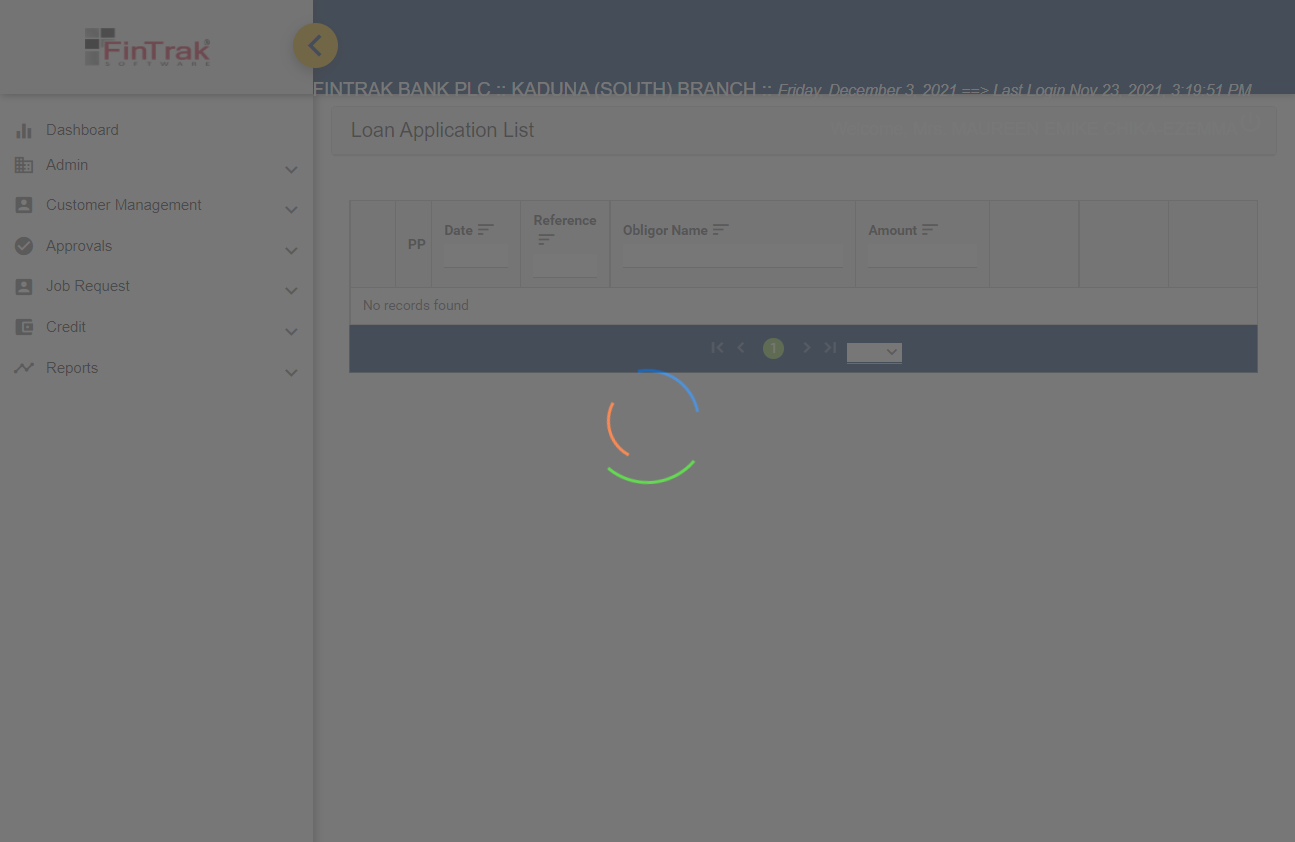 FinTrak
SOFTWARE
FINTRAK BANK PLC :: KADUNA (SOUTH) BRANCH :: Friday, December 3, 2021 ==> Last Login Nov 23, 2021, 3:19:51 PM
Loan Application List
Dashboard
Admin
Customer Management
Approvals
Job Request
Credit
Reports
PP
Date
Reference
Obligor Name
Amount
No records found
1